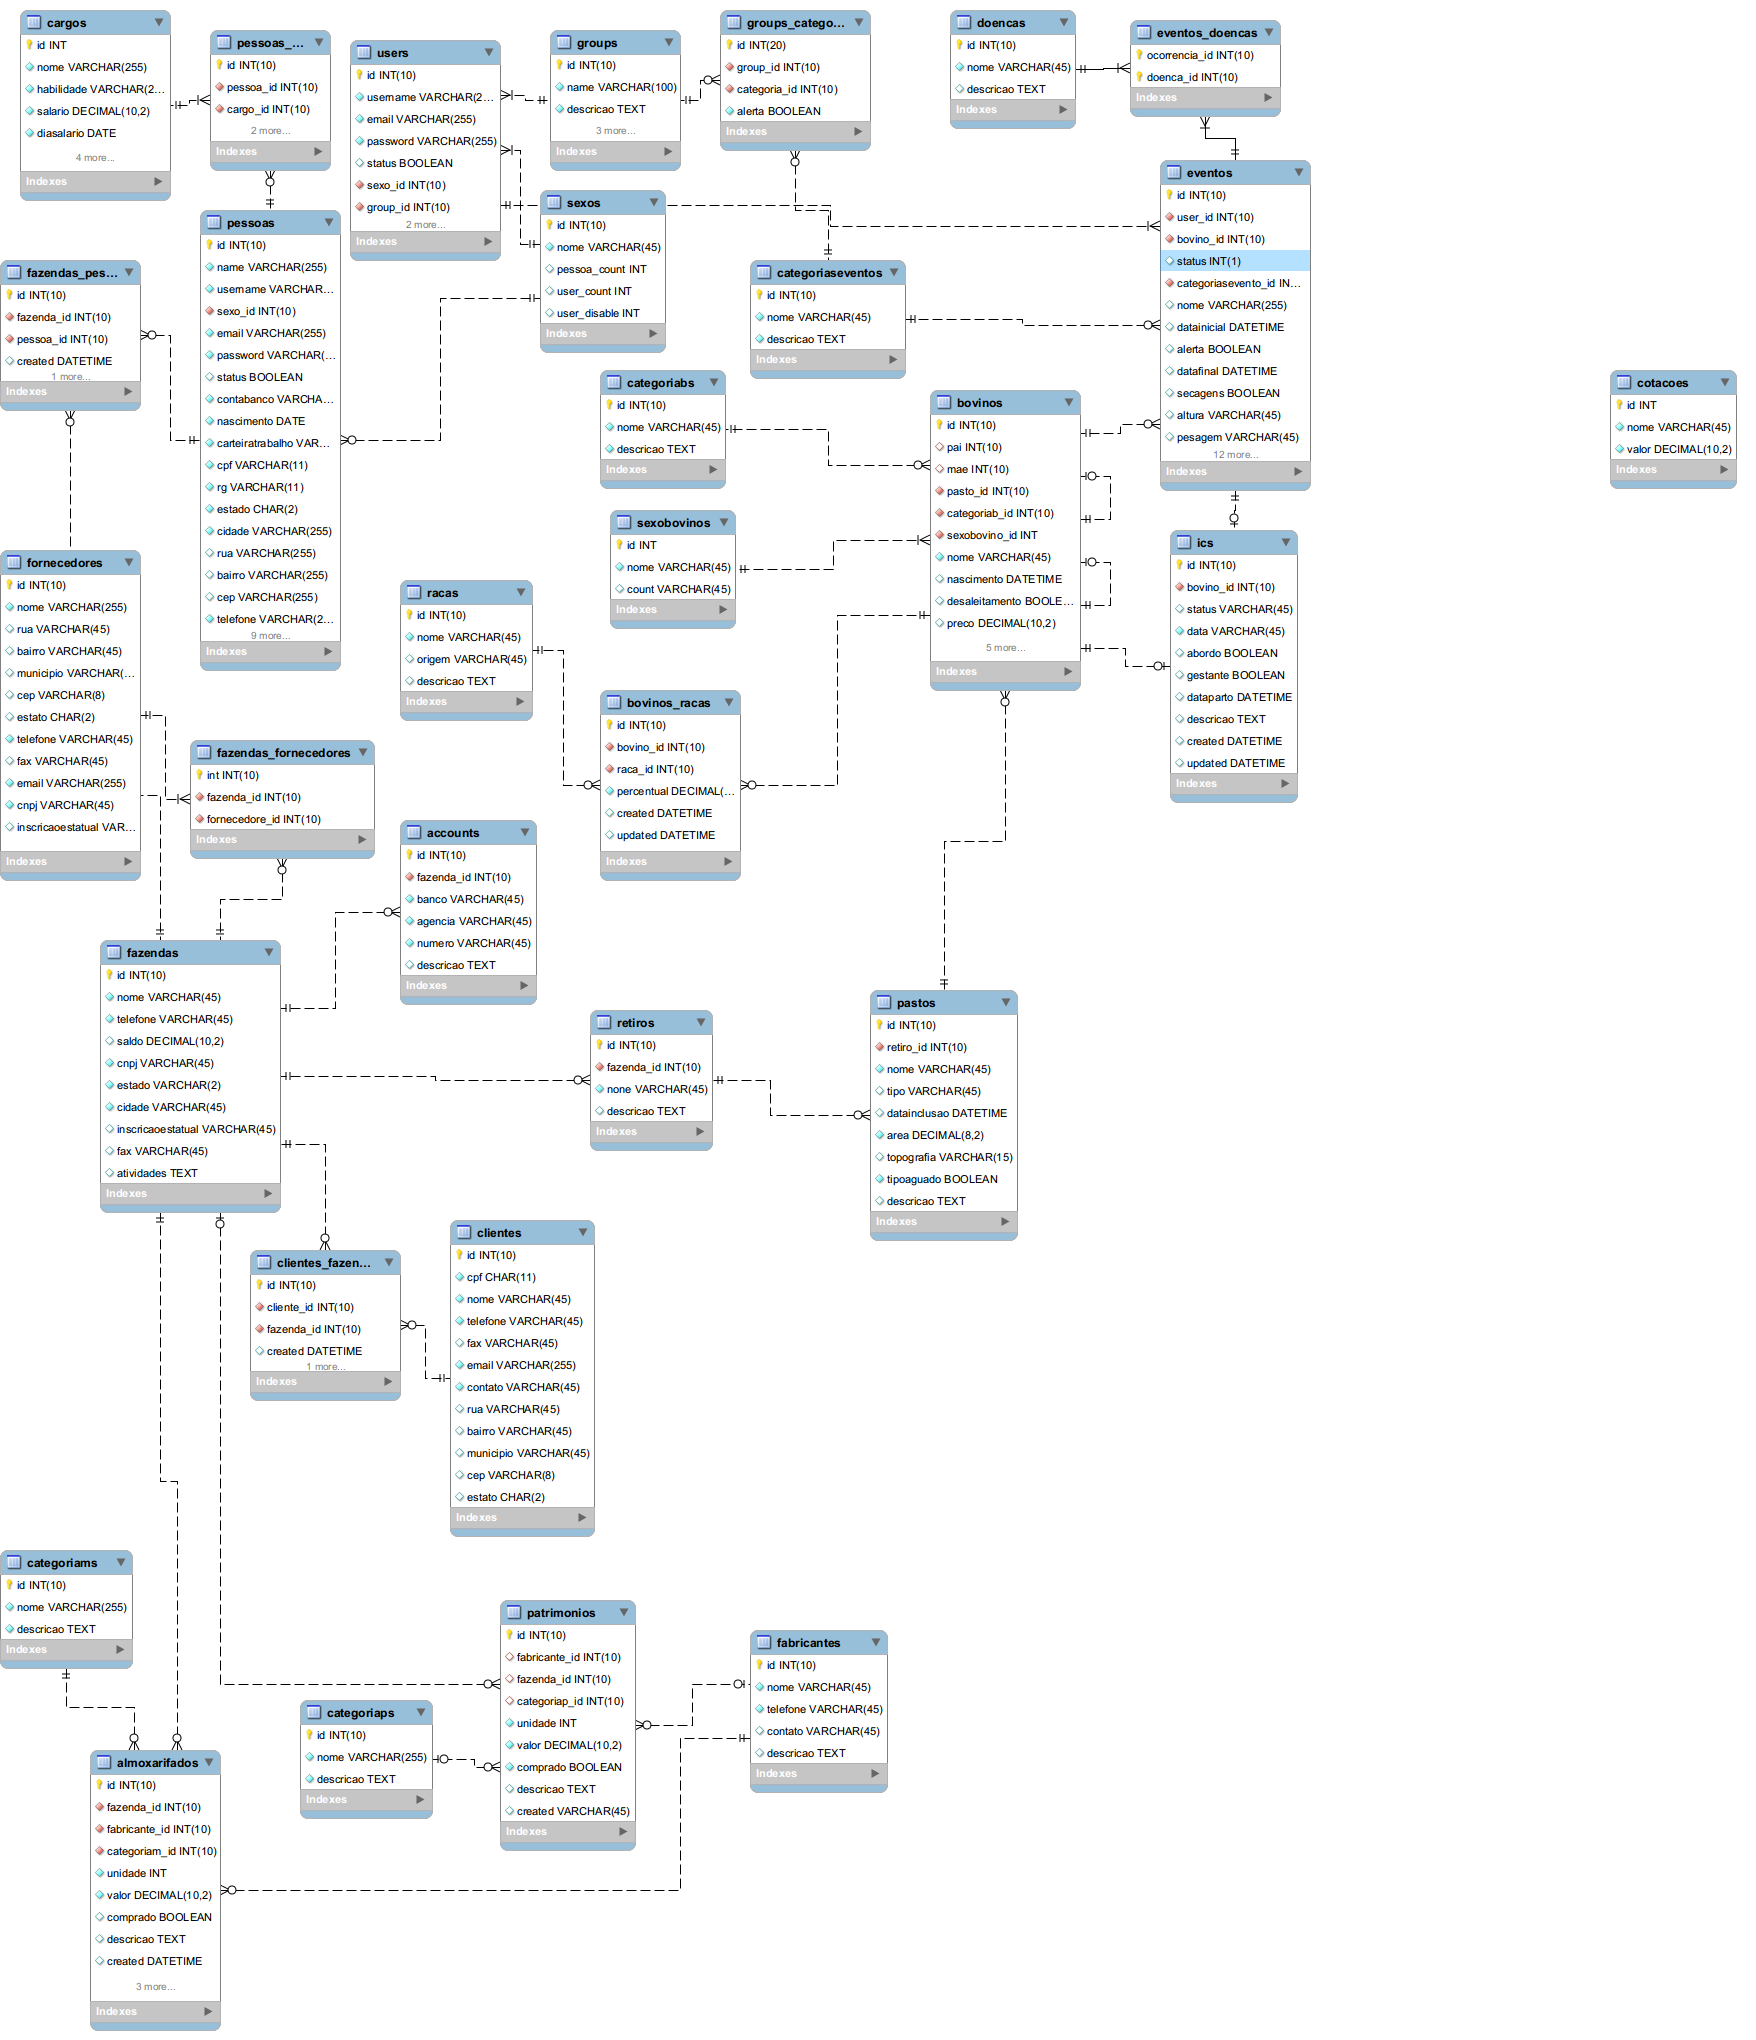 cargos
id INT
nome VARCHAR(255)
habilidade VARCHAR(2...
salario DECIMAL(10,2)
diasalario DATE
4 more...
Indexes
pessoas_...
id INT(10)
pessoa_id INT(10)
cargo_id INT(10)
2 more...
Indexes
users
id INT(10)
username VARCHAR(2...
email VARCHAR(255)
password VARCHAR(255)
status BOOLEAN
sexo_id INT(10)
group_id INT(10)
2 more...
Indexes
groups
id INT(10)
name VARCHAR(100)
descricao TEXT
3 more...
Indexes
groups_catego...
id INT(20)
group_id INT(10)
categoria_id INT(10)
alerta BOOLEAN
Indexes
doencas
id INT(10)
nome VARCHAR(45)
descricao TEXT
Indexes
eventos_doencas
ocorrencia_id INT(10)
doenca_id INT(10)
Indexes
eventos
id INT(10)
user_id INT(10)
bovino_id INT(10)
status INT(1)
categoriasevento_id IN...
nome VARCHAR(255)
datainicial DATETIME
alerta BOOLEAN
datafinal DATETIME
secagens BOOLEAN
altura VARCHAR(45)
pesagem VARCHAR(45)
12 more...
Indexes
pessoas
id INT(10)
name VARCHAR(255)
username VARCHAR...
sexo_id INT(10)
email VARCHAR(255)
password VARCHAR(...
status BOOLEAN
contabanco VARCHA...
nascimento DATE
carteiratrabalho VAR...
cpf VARCHAR(11)
rg VARCHAR(11)
estado CHAR(2)
cidade VARCHAR(255)
rua VARCHAR(255)
bairro VARCHAR(255)
cep VARCHAR(255)
telefone VARCHAR(2...
9 more...
Indexes
sexos
id INT(10)
nome VARCHAR(45)
pessoa_count INT
user_count INT
user_disable INT
Indexes
fazendas_pes...
id INT(10)
fazenda_id INT(10)
pessoa_id INT(10)
created DATETIME
1 more...
Indexes
categoriaseventos
id INT(10)
nome VARCHAR(45)
descricao TEXT
Indexes
categoriabs
id INT(10)
nome VARCHAR(45)
descricao TEXT
Indexes
bovinos
id INT(10)
pai INT(10)
mae INT(10)
pasto_id INT(10)
categoriab_id INT(10)
sexobovino_id INT
nome VARCHAR(45)
nascimento DATETIME
desaleitamento BOOLE...
preco DECIMAL(10,2)
5 more...
Indexes
cotacoes
id INT
nome VARCHAR(45)
valor DECIMAL(10,2)
Indexes
sexobovinos
id INT
nome VARCHAR(45)
count VARCHAR(45)
Indexes
ics
id INT(10)
bovino_id INT(10)
status VARCHAR(45)
data VARCHAR(45)
abordo BOOLEAN
gestante BOOLEAN
dataparto DATETIME
descricao TEXT
created DATETIME
updated DATETIME
Indexes
fornecedores
id INT(10)
nome VARCHAR(255)
rua VARCHAR(45)
bairro VARCHAR(45)
municipio VARCHAR(...
cep VARCHAR(8)
estato CHAR(2)
telefone VARCHAR(45)
fax VARCHAR(45)
email VARCHAR(255)
cnpj VARCHAR(45)
inscricaoestatual VAR...
Indexes
racas
id INT(10)
nome VARCHAR(45)
origem VARCHAR(45)
descricao TEXT
Indexes
bovinos_racas
id INT(10)
bovino_id INT(10)
raca_id INT(10)
percentual DECIMAL(...
created DATETIME
updated DATETIME
Indexes
fazendas_fornecedores
int INT(10)
fazenda_id INT(10)
fornecedore_id INT(10)
Indexes
accounts
id INT(10)
fazenda_id INT(10)
banco VARCHAR(45)
agencia VARCHAR(45)
numero VARCHAR(45)
descricao TEXT
Indexes
fazendas
id INT(10)
nome VARCHAR(45)
telefone VARCHAR(45)
saldo DECIMAL(10,2)
cnpj VARCHAR(45)
estado VARCHAR(2)
cidade VARCHAR(45)
inscricaoestatual VARCHAR(45)
fax VARCHAR(45)
atividades TEXT
Indexes
retiros
id INT(10)
fazenda_id INT(10)
none VARCHAR(45)
descricao TEXT
Indexes
pastos
id INT(10)
retiro_id INT(10)
nome VARCHAR(45)
tipo VARCHAR(45)
datainclusao DATETIME
area DECIMAL(8,2)
topografia VARCHAR(15)
tipoaguado BOOLEAN
descricao TEXT
Indexes
clientes_fazen...
id INT(10)
cliente_id INT(10)
fazenda_id INT(10)
created DATETIME
1 more...
Indexes
clientes
id INT(10)
cpf CHAR(11)
nome VARCHAR(45)
telefone VARCHAR(45)
fax VARCHAR(45)
email VARCHAR(255)
contato VARCHAR(45)
rua VARCHAR(45)
bairro VARCHAR(45)
municipio VARCHAR(45)
cep VARCHAR(8)
estato CHAR(2)
Indexes
categoriams
id INT(10)
nome VARCHAR(255)
descricao TEXT
Indexes
patrimonios
id INT(10)
fabricante_id INT(10)
fazenda_id INT(10)
categoriap_id INT(10)
unidade INT
valor DECIMAL(10,2)
comprado BOOLEAN
descricao TEXT
created VARCHAR(45)
Indexes
fabricantes
id INT(10)
nome VARCHAR(45)
telefone VARCHAR(45)
contato VARCHAR(45)
descricao TEXT
Indexes
categoriaps
id INT(10)
nome VARCHAR(255)
descricao TEXT
Indexes
almoxarifados
id INT(10)
fazenda_id INT(10)
fabricante_id INT(10)
categoriam_id INT(10)
unidade INT
valor DECIMAL(10,2)
comprado BOOLEAN
descricao TEXT
created DATETIME
3 more...
Indexes